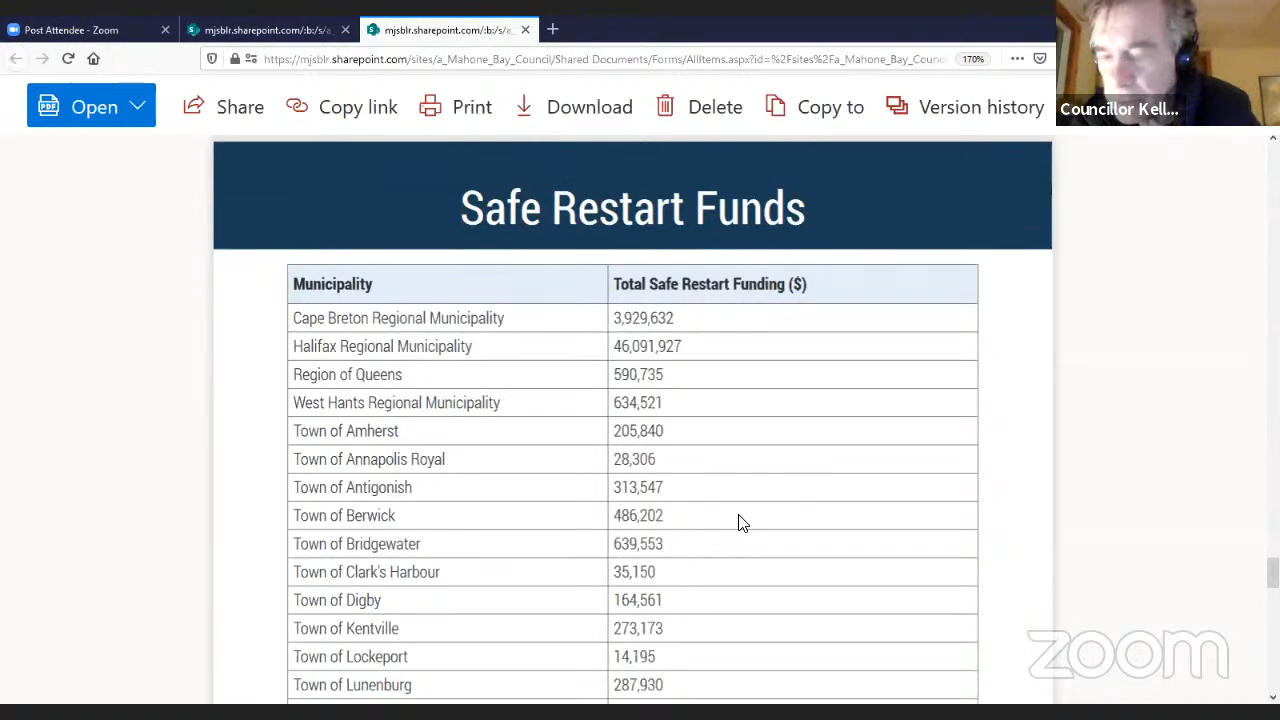 Post Attendee - Zoom
mjsblr.sharepoint.com/:b:/s/a_
mjsblr.sharepoint.com/:b:/s/a_
https://mjsblr.sharepoint.com/sites/a_Mahone_Bay_Council/Shared Documents/Forms/AllItems.aspx?id=%2Fsites%2Fa_Mahone_Bay_Counc
170%
PDF
Open
Share
Copy link
Print
Download
Delete
Copy to
Version history
Councillor Kell...
Safe Restart Funds
Municipality Total Safe Restart Funding ($)
Cape Breton Regional Municipality 3,929,632
Halifax Regional Municipality 46,091,927
Region of Queens 590,735
West Hants Regional Municipality 634,521
Town of Amherst 205,840
Town of Annapolis Royal 28,306
Town of Antigonish 313,547
Town of Berwick 486,202
Town of Bridgewater 639,553
Town of Clark's Harbour 35,150
Town of Digby 164,561
Town of Kentville 273,173
Town of Lockeport 14,195
Town of Lunenburg 287,930
zoom